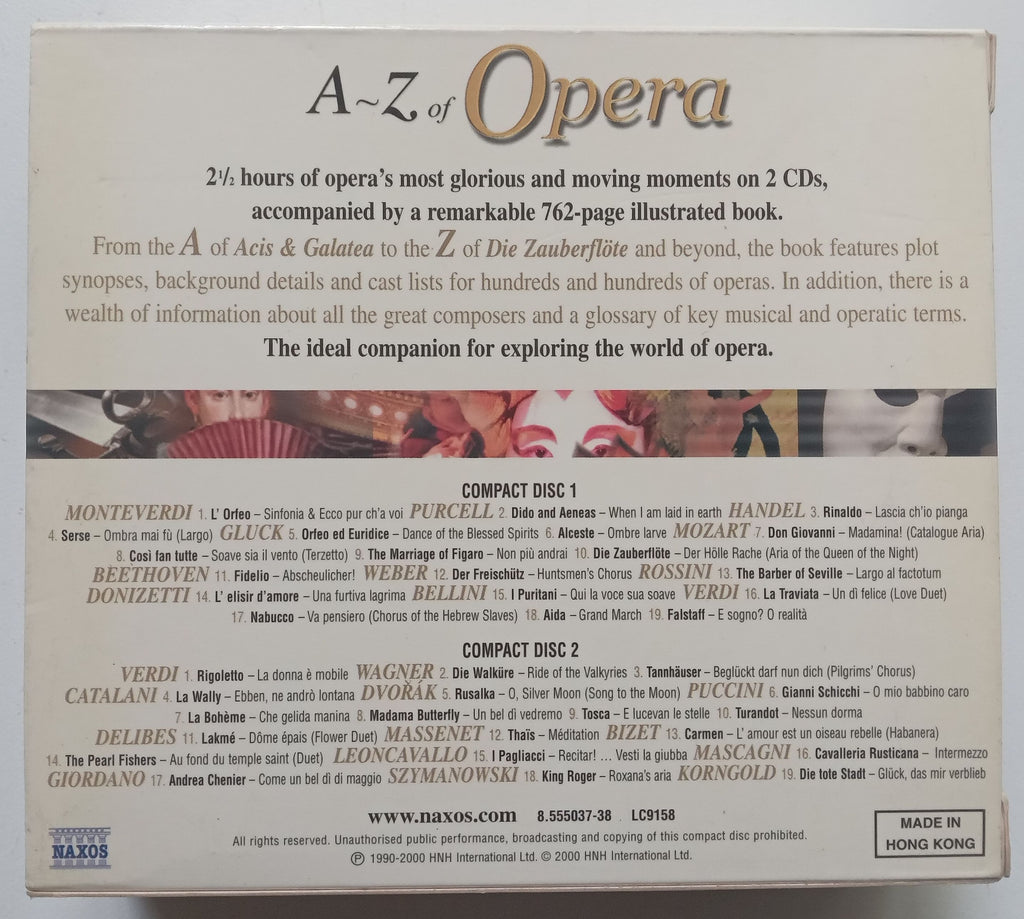 A~Z of Opera
2½ hours of opera's most glorious and moving moments on 2 CDs,
accompanied by a remarkable 762-page illustrated book.
From the A of Acis & Galatea to the Z of Die Zauberflöte and beyond, the book features plot
synopses, background details and cast lists for hundreds and hundreds of operas. In addition, there is a
wealth of information about all the great composers and a glossary of key musical and operatic terms.
The ideal companion for exploring the world of opera.
COMPACT DISC 1
MONTEVERDI 1. L' Orfeo – Sinfonia & Ecco pur ch'a voi PURCELL 2. Dido and Aeneas – When I am laid in earth HANDEL 3. Rinaldo – Lascia ch'io pianga
4. Serse – Ombra mai fù (Largo) GLUCK 5. Orfeo ed Euridice – Dance of the Blessed Spirits 6. Alceste – Ombre larve MOZART 7. Don Giovanni – Madamina! (Catalogue Aria)
8. Così fan tutte – Soave sia il vento (Terzetto) 9. The Marriage of Figaro – Non più andrai 10. Die Zauberflöte – Der Hölle Rache (Aria of the Queen of the Night)
BEETHOVEN 11. Fidelio – Abscheulicher! WEBER 12. Der Freischütz – Huntsmen's Chorus ROSSINI 13. The Barber of Seville – Largo al factotum
DONIZETTI 14. L' elisir d'amore – Una furtiva lagrima BELLINI 15. I Puritani – Qui la voce sua soave VERDI 16. La Traviata – Un dì felice (Love Duet)
17. Nabucco – Va pensiero (Chorus of the Hebrew Slaves) 18. Aida – Grand March 19. Falstaff – E sogno? O realità
COMPACT DISC 2
VERDI 1. Rigoletto – La donna è mobile WAGNER 2. Die Walküre – Ride of the Valkyries 3. Tannhäuser – Beglückt darf nun dich (Pilgrims' Chorus)
CATALANI 4. La Wally – Ebben, ne andrò lontana DVOŘÁK 5. Rusalka – O, Silver Moon (Song to the Moon) PUCCINI 6. Gianni Schicchi – O mio babbino caro
7. La Bohème – Che gelida manina 8. Madama Butterfly – Un bel dì vedremo 9. Tosca – E lucevan le stelle 10. Turandot – Nessun dorma
DELIBES 11. Lakmé – Dôme épais (Flower Duet) MASSENET 12. Thaïs – Méditation BIZET 13. Carmen – L' amour est un oiseau rebelle (Habanera)
14. The Pearl Fishers – Au fond du temple saint (Duet) LEONCAVALLO 15. I Pagliacci – Recitar! ... Vesti la giubba MASCAGNI 16. Cavalleria Rusticana – Intermezzo
GIORDANO 17. Andrea Chenier – Come un bel dì di maggio SZYMANOWSKI 18. King Roger – Roxana's aria KORNGOLD 19. Die tote Stadt – Glück, das mir verblieb
www.naxos.com 8.555037-38 LC9158
All rights reserved. Unauthorised public performance, broadcasting and copying of this compact disc prohibited.
℗ 1990-2000 HNH International Ltd. © 2000 HNH International Ltd.
NAXOS
MADE IN
HONG KONG